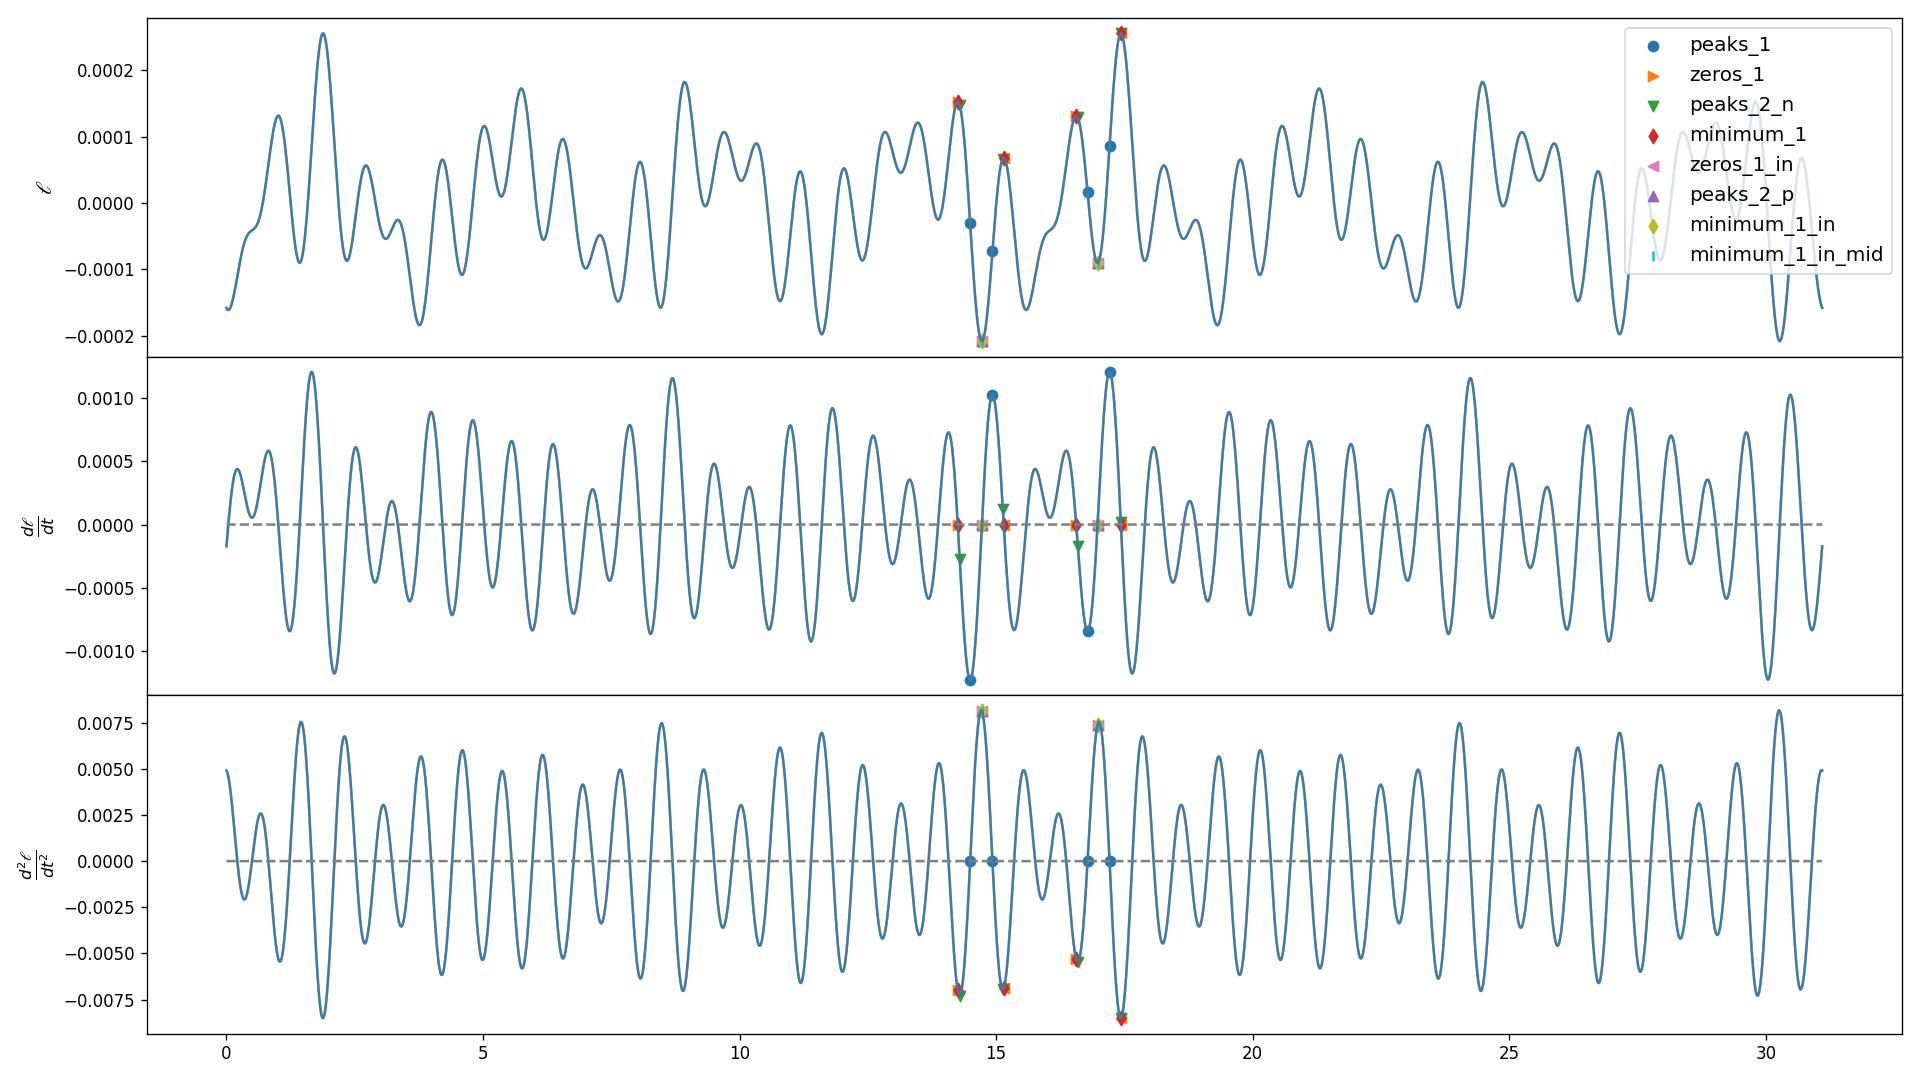 0.0002
0.0001
0.0000
−0.0001
−0.0002
ℓ
peaks_1
zeros_1
peaks_2_n
minimum_1
zeros_1_in
peaks_2_p
minimum_1_in
minimum_1_in_mid
0.0010
0.0005
0.0000
−0.0005
−0.0010
dℓ/dt
0.0075
0.0050
0.0025
0.0000
−0.0025
−0.0050
−0.0075
d²ℓ/dt²
0 5 10 15 20 25 30